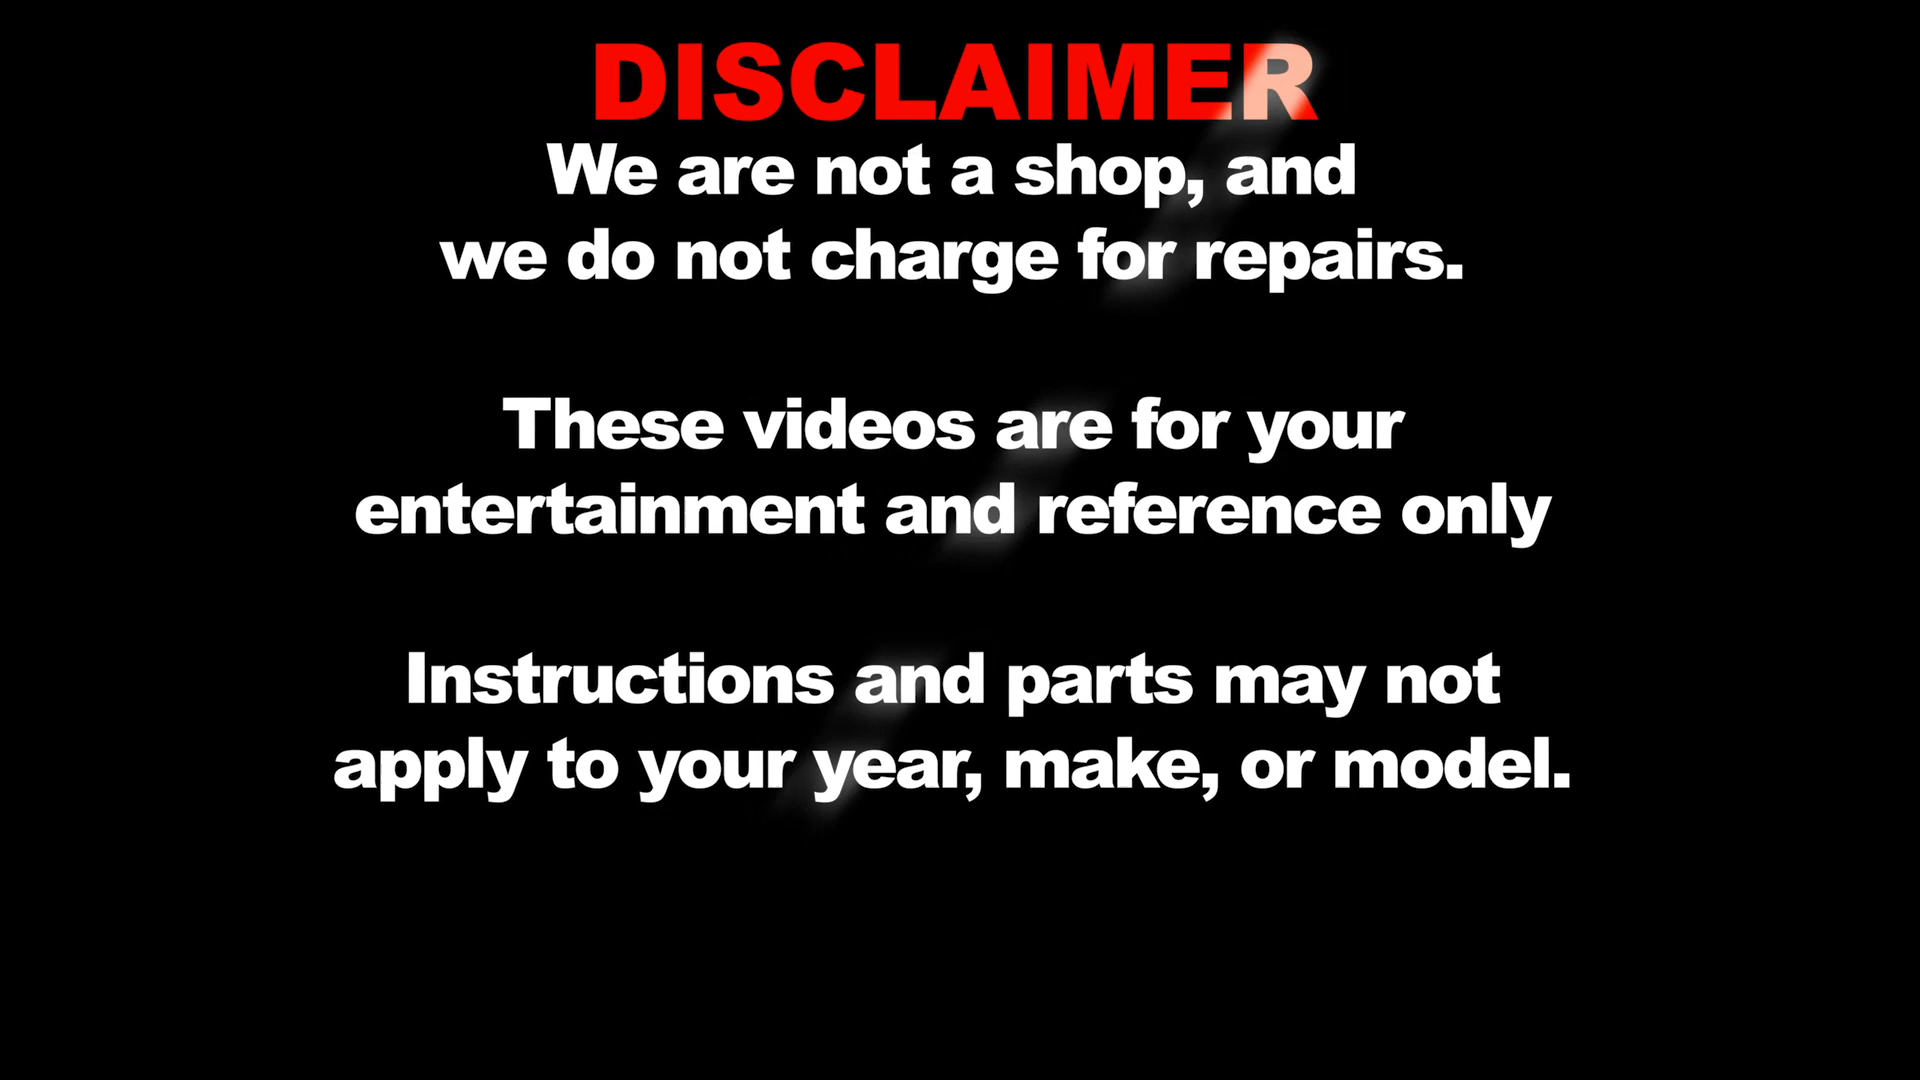 DISCLAIMER
We are not a shop, and
we do not charge for repairs.
These videos are for your
entertainment and reference only
Instructions and parts may not
apply to your year, make, or model.